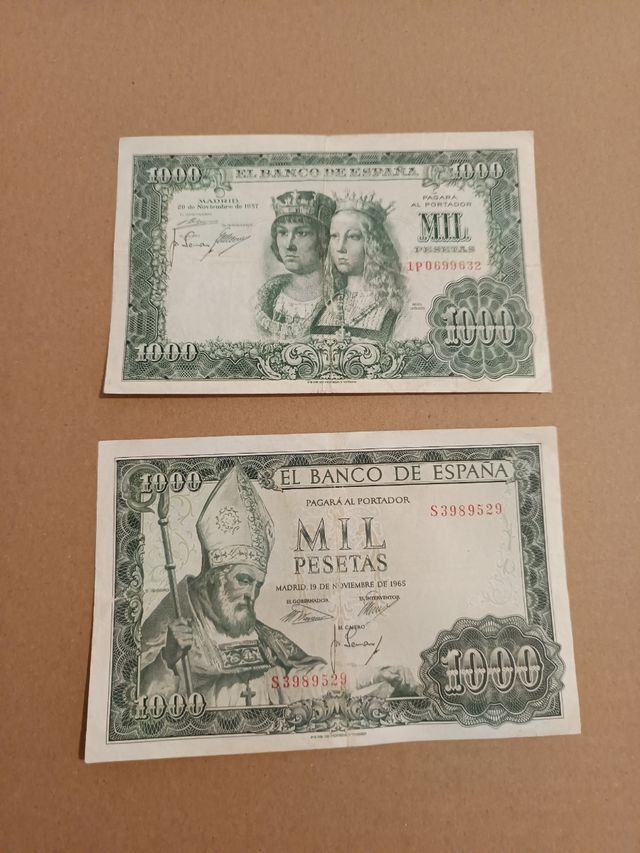 1000 EL BANCO DE ESPAÑA 1000
MADRID
29 de Noviembre de 1957
PAGARÁ
AL PORTADOR
MIL
PESETAS
1P0699632
1000
1000
1000 EL BANCO DE ESPAÑA
PAGARÁ AL PORTADOR
S3989529
MIL
PESETAS
MADRID, 19 DE NOVIEMBRE DE 1965
EL GOBERNADOR EL INTERVENTOR
EL CAJERO
S3989529
1000
1000